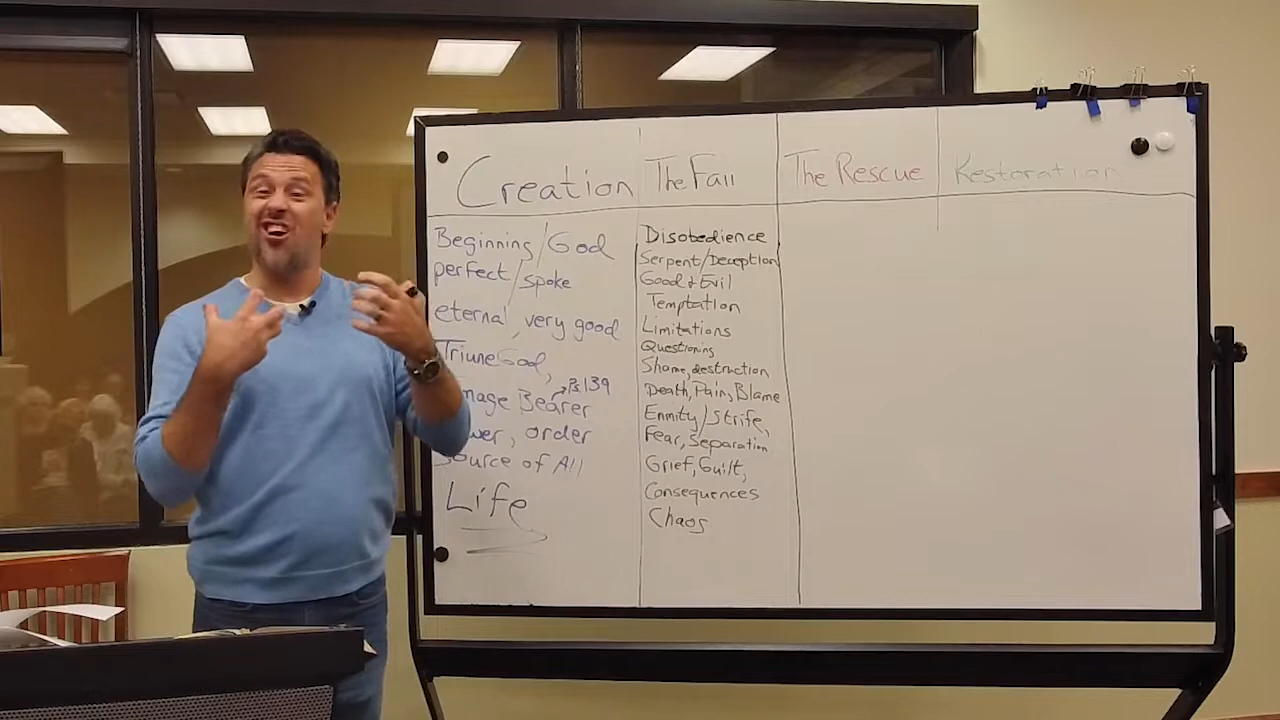 Creation The Fall The Rescue Restoration
Beginning/God
perfect/spoke
eternal, very good
Triune God,
Ps. 139
Bearer
order
Source of All
Life
Disobedience
Serpent/Deception
Good & Evil
Temptation
Limitations
Questioning
Shame, destruction
Death, Pain, Blame
Enmity/Strife,
Fear, Separation
Grief, Guilt,
Consequences
Chaos